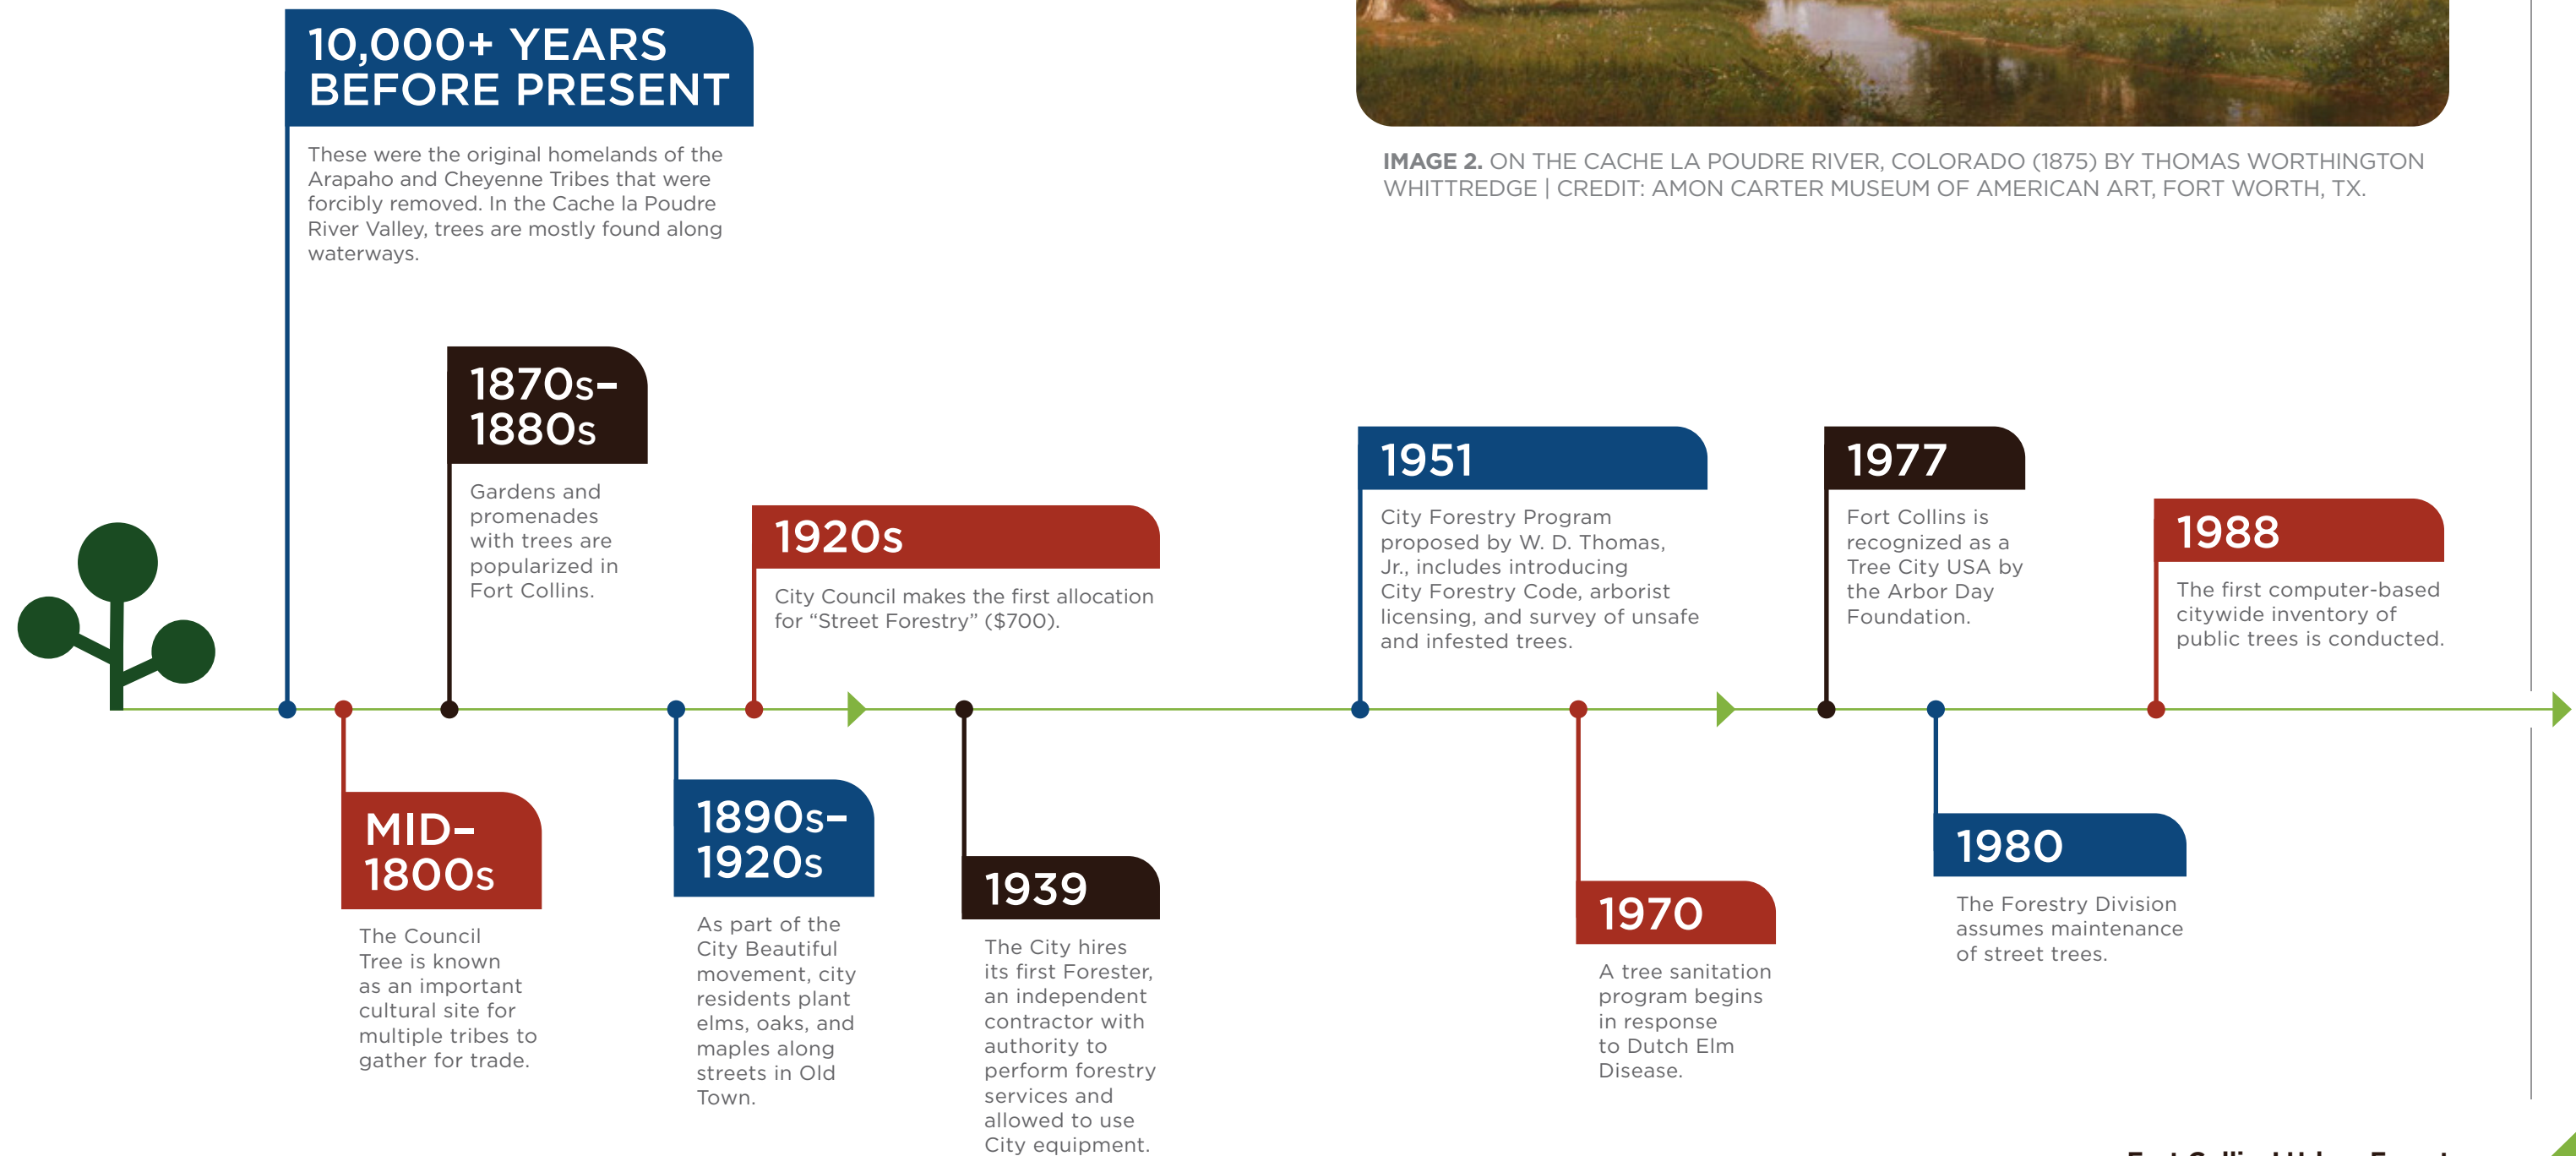 10,000+ YEARS
BEFORE PRESENT
These were the original homelands of the
Arapaho and Cheyenne Tribes that were
forcibly removed. In the Cache la Poudre
River Valley, trees are mostly found along
waterways.
IMAGE 2. ON THE CACHE LA POUDRE RIVER, COLORADO (1875) BY THOMAS WORTHINGTON
WHITTREDGE | CREDIT: AMON CARTER MUSEUM OF AMERICAN ART, FORT WORTH, TX.
MID–
1800s
The Council
Tree is known
as an important
cultural site for
multiple tribes to
gather for trade.
1870s–
1880s
Gardens and
promenades
with trees are
popularized in
Fort Collins.
1890s–
1920s
As part of the
City Beautiful
movement, city
residents plant
elms, oaks, and
maples along
streets in Old
Town.
1920s
City Council makes the first allocation
for “Street Forestry” ($700).
1939
The City hires
its first Forester,
an independent
contractor with
authority to
perform forestry
services and
allowed to use
City equipment.
1951
City Forestry Program
proposed by W. D. Thomas,
Jr., includes introducing
City Forestry Code, arborist
licensing, and survey of unsafe
and infested trees.
1970
A tree sanitation
program begins
in response
to Dutch Elm
Disease.
1977
Fort Collins is
recognized as a
Tree City USA by
the Arbor Day
Foundation.
1980
The Forestry Division
assumes maintenance
of street trees.
1988
The first computer-based
citywide inventory of
public trees is conducted.